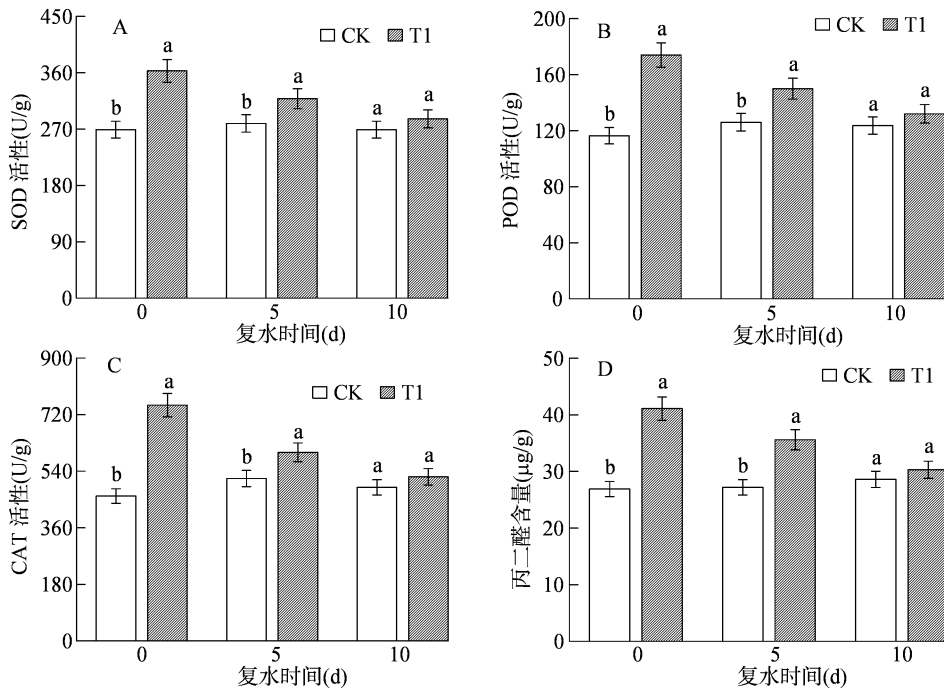 A
CK T1
450
360
270
180
90
0
SOD 活性(U/g)
b a b a a a
0 5 10
复水时间(d)
B
CK T1
200
160
120
80
40
0
POD 活性(U/g)
b a b a a a
0 5 10
复水时间(d)
C
CK T1
900
720
540
360
180
0
CAT 活性(U/g)
b a b a a a
0 5 10
复水时间(d)
D
CK T1
50
40
30
20
10
0
丙二醛含量(μg/g)
b a b a a a
0 5 10
复水时间(d)